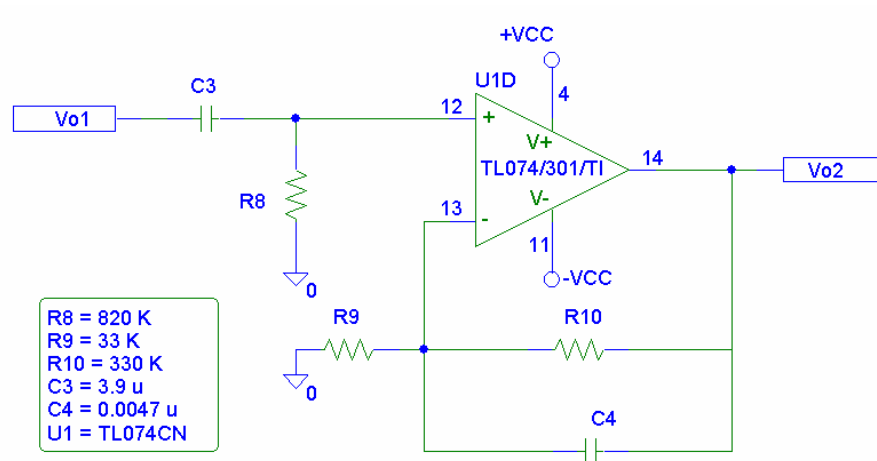 +VCC
C3
U1D
4
Vo1
12
+
V+
TL074/301/TI
14
Vo2
R8
13
-
V-
11
-VCC
0
R9
R10
0
C4
R8 = 820 K
R9 = 33 K
R10 = 330 K
C3 = 3.9 u
C4 = 0.0047 u
U1 = TL074CN